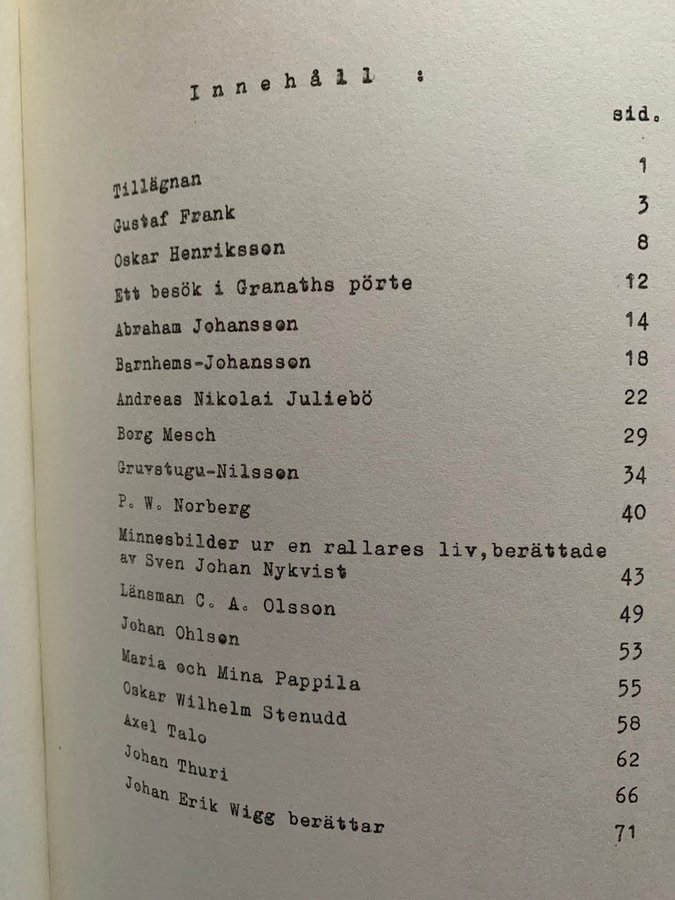 Innehåll :
sid.
Tillägnan 1
Gustaf Frank 3
Oskar Henriksson 8
Ett besök i Granaths pörte 12
Abraham Johansson 14
Barnhems-Johansson 18
Andreas Nikolai Juliebö 22
Borg Mesch 29
Gruvstugu-Nilsson 34
P. W. Norberg 40
Minnesbilder ur en rallares liv,berättade
av Sven Johan Nykvist 43
Länsman C. A. Olsson 49
Johan Ohlson 53
Maria och Mina Pappila 55
Oskar Wilhelm Stenudd 58
Axel Talo 62
Johan Thuri 66
Johan Erik Wigg berättar 71